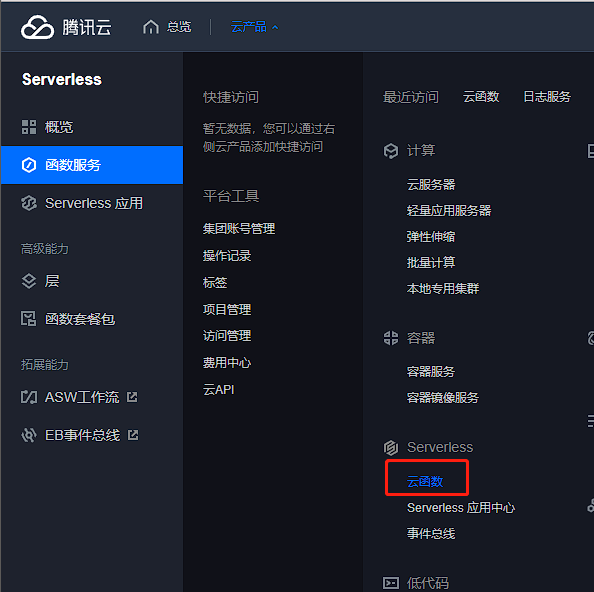 腾讯云
总览
云产品
Serverless
概览
函数服务
Serverless 应用
高级能力
层
函数套餐包
拓展能力
ASW工作流
EB事件总线
快捷访问
暂无数据，您可以通过右
侧云产品添加快捷访问
平台工具
集团账号管理
操作记录
标签
项目管理
访问管理
费用中心
云API
最近访问
云函数
日志服务
计算
云服务器
轻量应用服务器
弹性伸缩
批量计算
本地专用集群
容器
容器服务
容器镜像服务
Serverless
云函数
Serverless 应用中心
事件总线
低代码